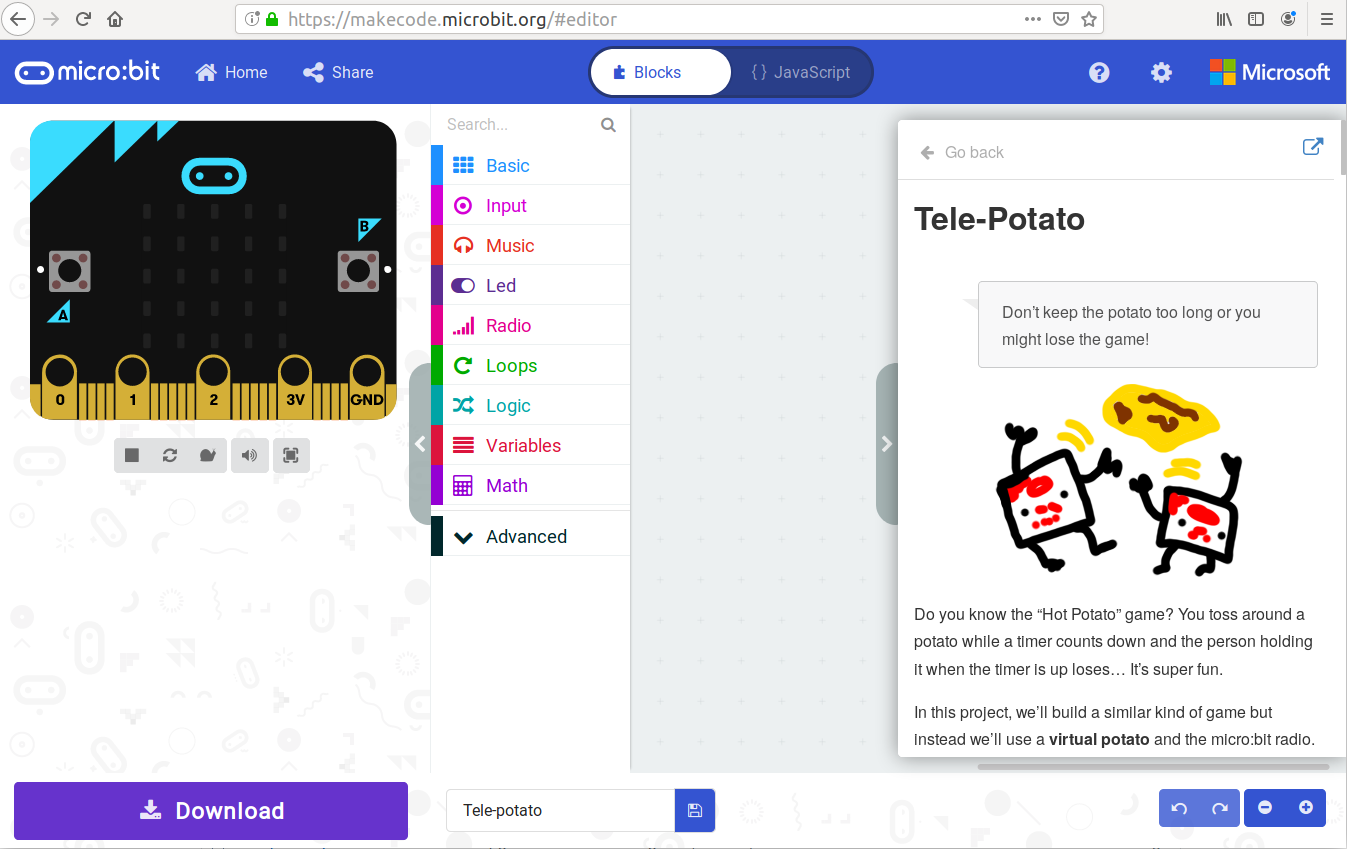 https://makecode.microbit.org/#editor
micro:bit
Home
Share
Blocks
{ } JavaScript
Microsoft
B
A
0 1 2 3V GND
Search...
Basic
Input
Music
Led
Radio
Loops
Logic
Variables
Math
Advanced
Go back
Tele-Potato
Don’t keep the potato too long or you
might lose the game!
Do you know the “Hot Potato” game? You toss around a
potato while a timer counts down and the person holding
it when the timer is up loses… It’s super fun.
In this project, we’ll build a similar kind of game but
instead we’ll use a virtual potato and the micro:bit radio.
Download
Tele-potato